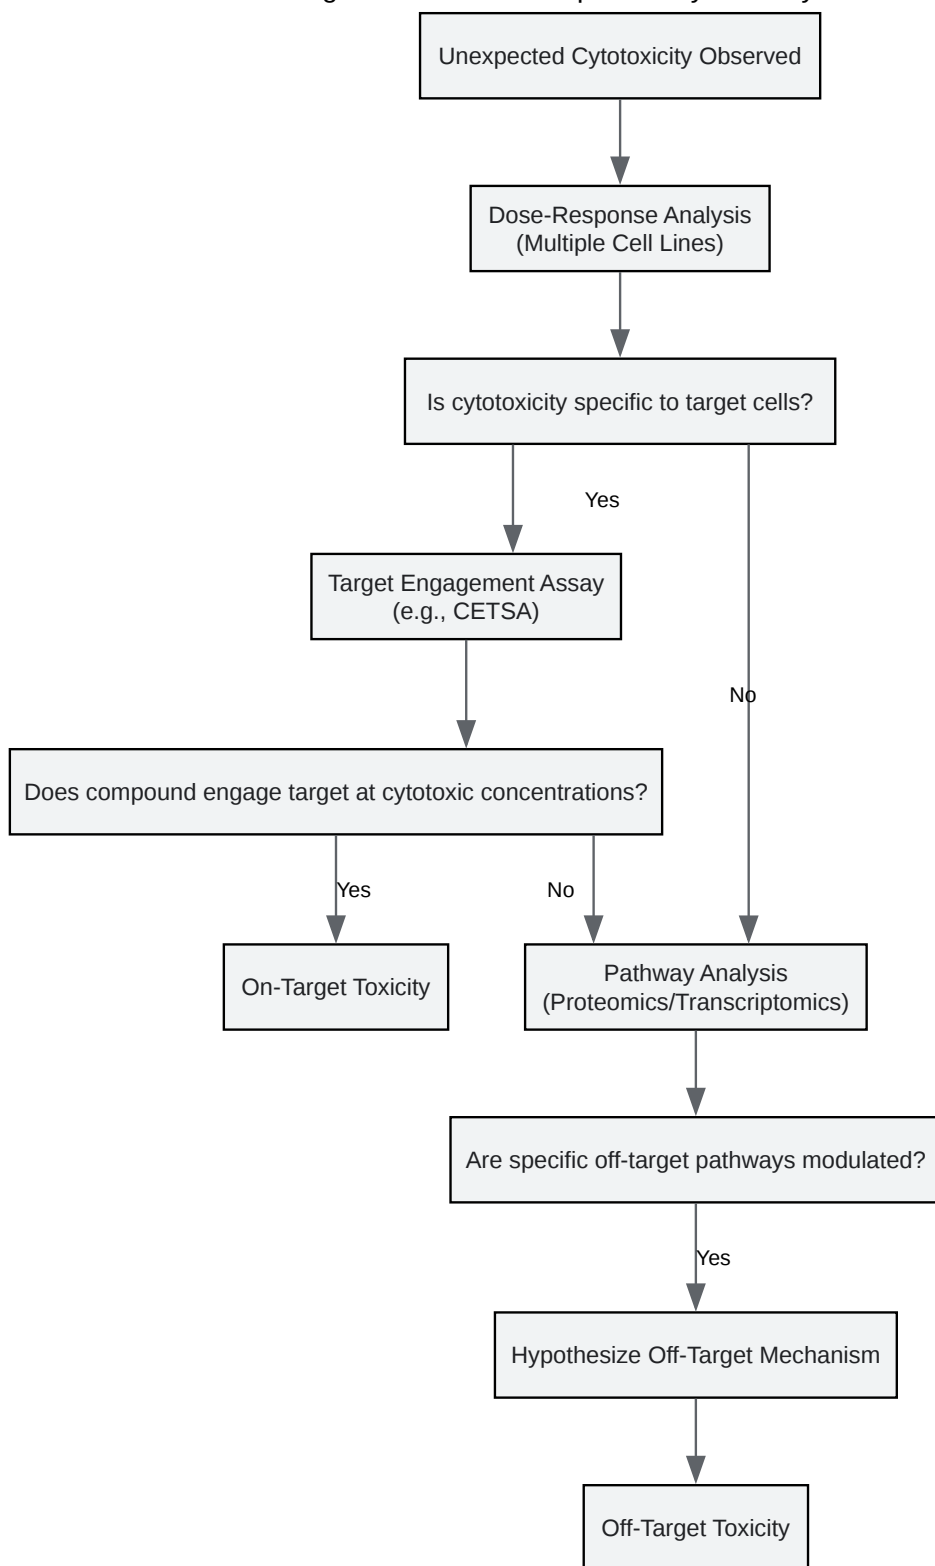 Unexpected Cytotoxicity Observed
Dose-Response Analysis
(Multiple Cell Lines)
Is cytotoxicity specific to target cells?
Yes
Target Engagement Assay
(e.g., CETSA)
No
Does compound engage target at cytotoxic concentrations?
Yes
No
On-Target Toxicity
Pathway Analysis
(Proteomics/Transcriptomics)
Are specific off-target pathways modulated?
Yes
Hypothesize Off-Target Mechanism
Off-Target Toxicity